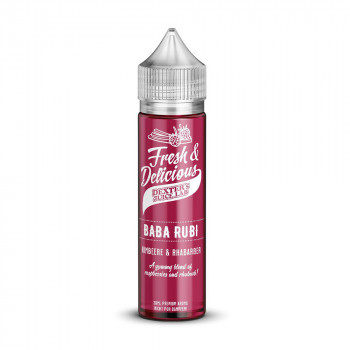 Fresh &
Delicious
DEXTER'S
JUICE LAB
BABA RUBI
HIMBEERE & RHABARBER
A yummy blend of
raspberries and rhubarb!